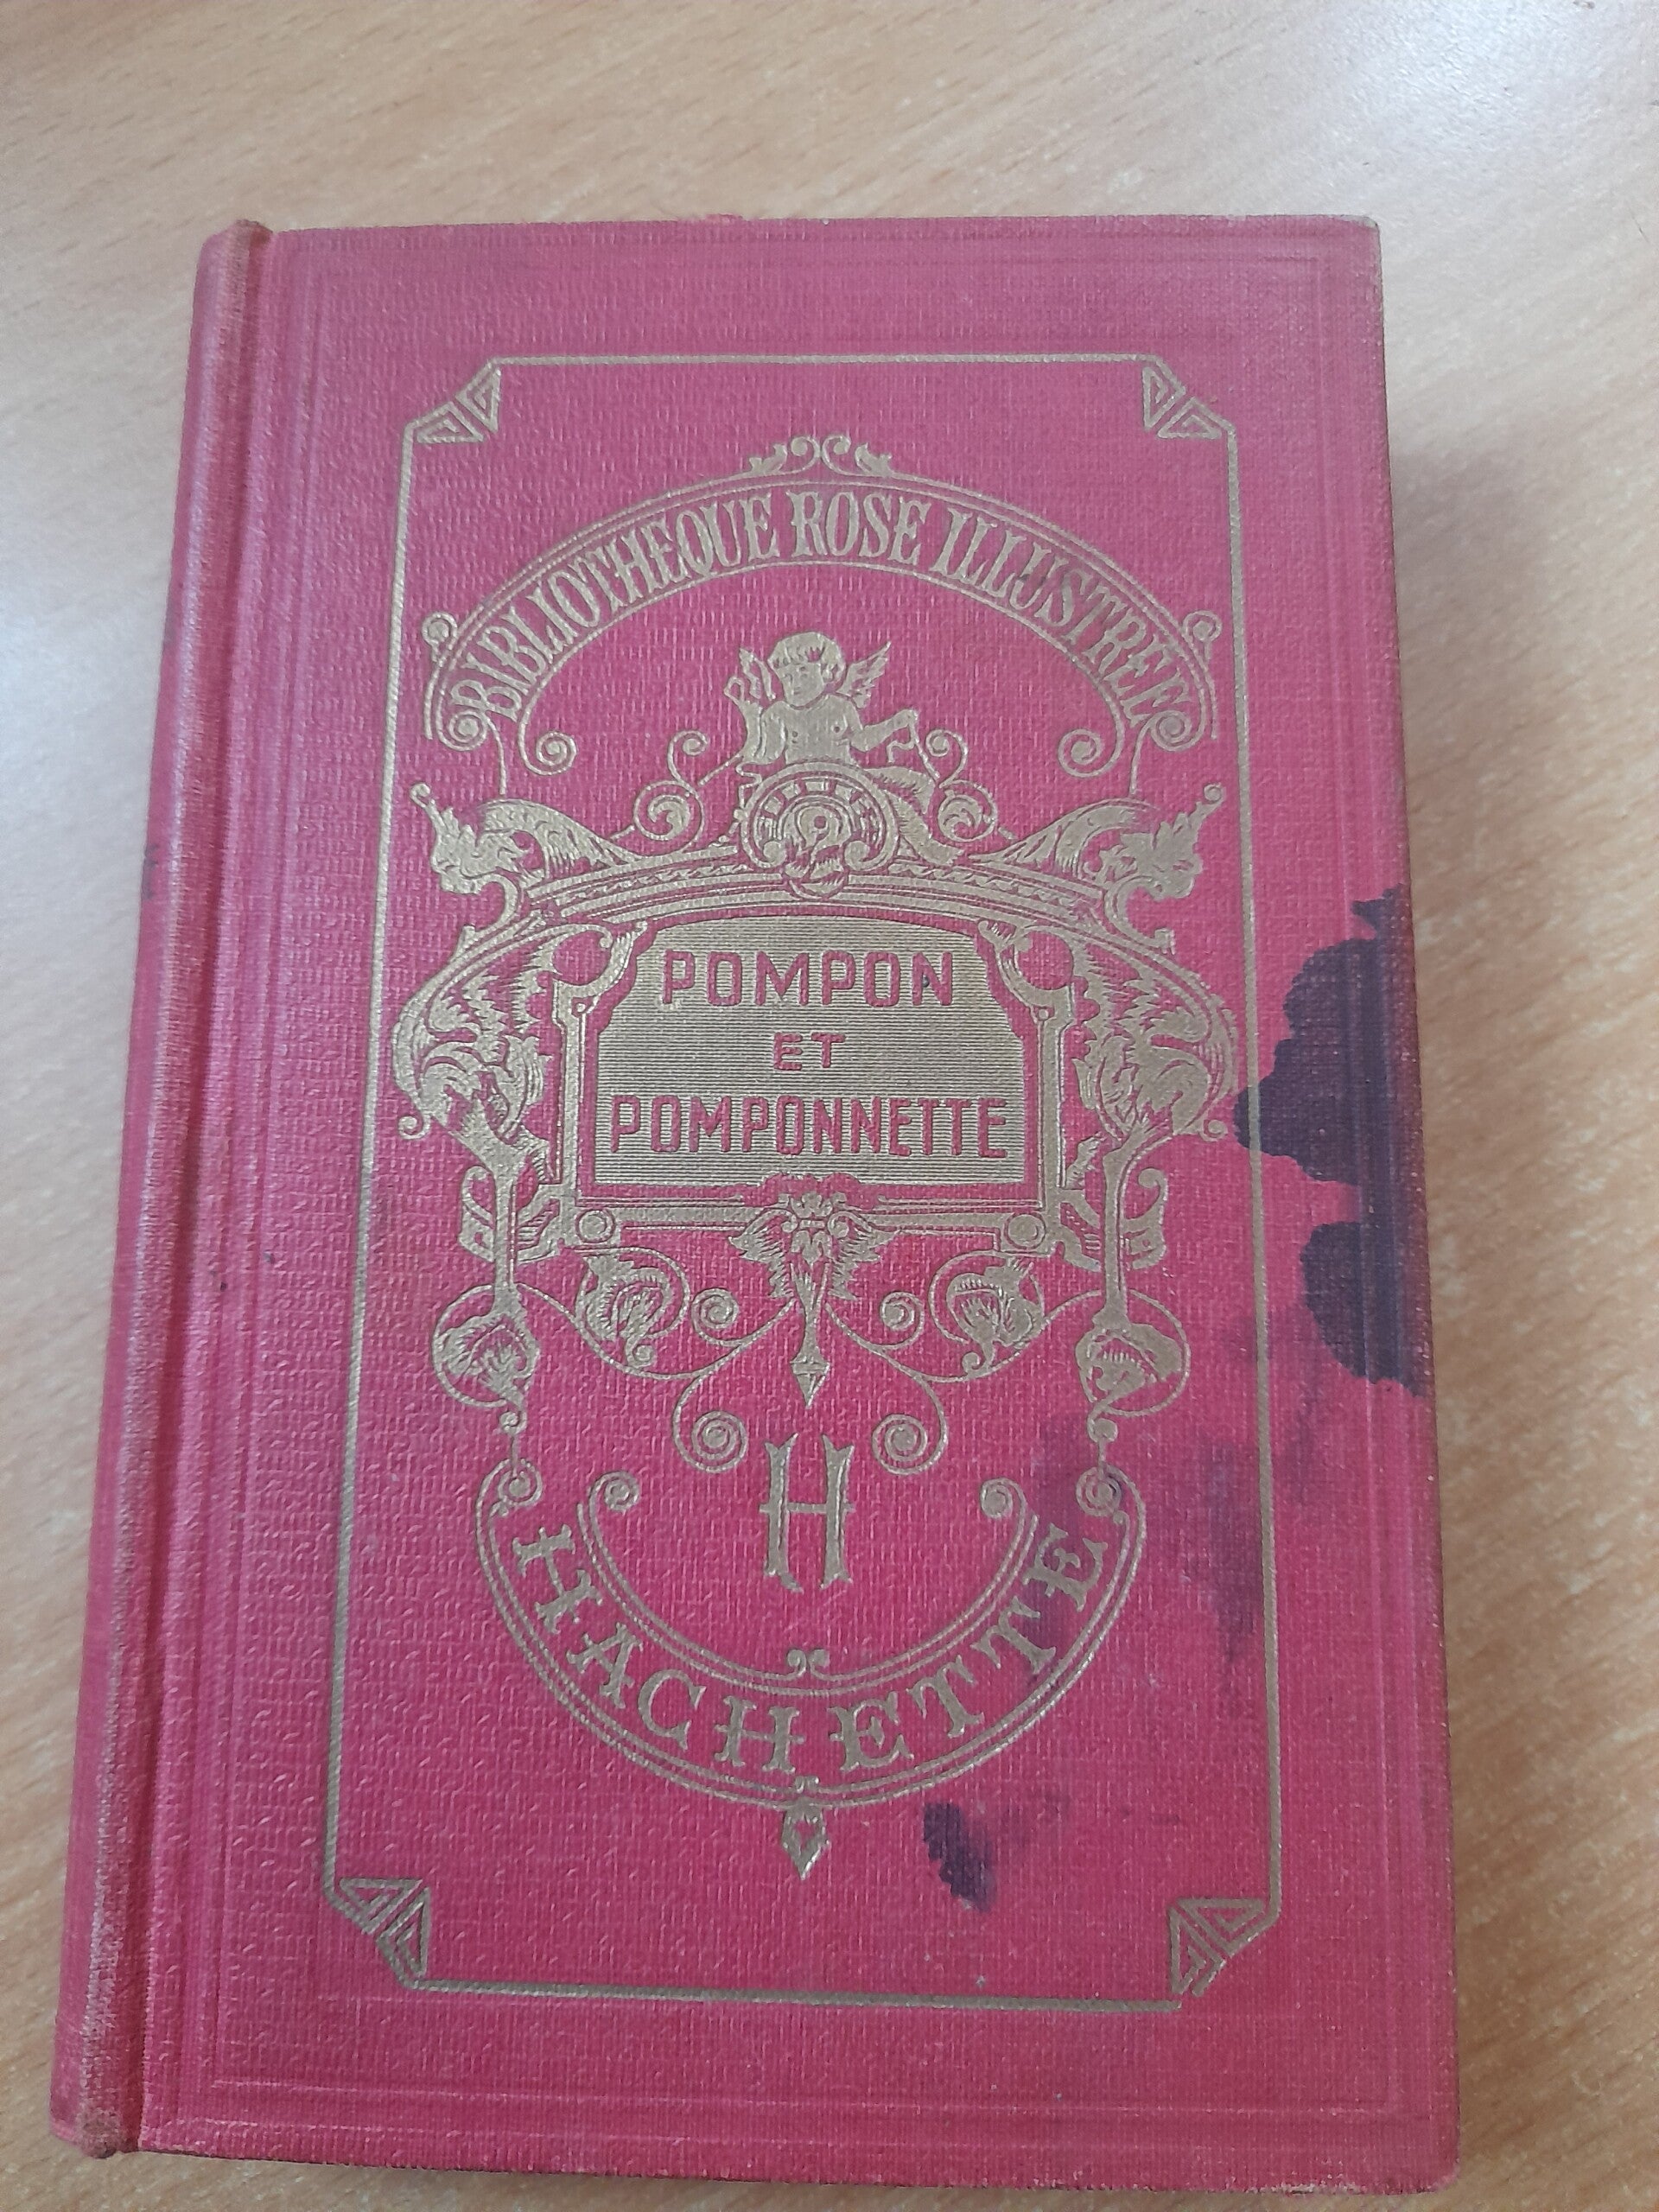 BIBLIOTHEQUE ROSE ILLUSTREE
POMPON
ET
POMPONNETTE
H
HACHETTE